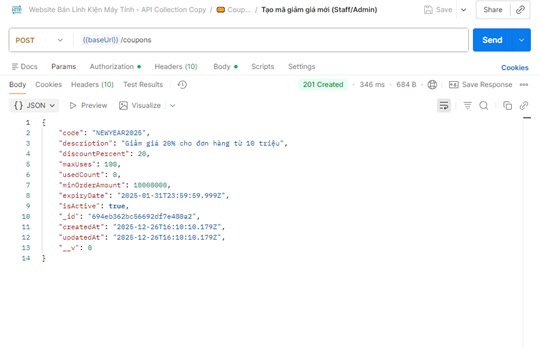 Website Bán Linh Kiện Máy Tính - API Collection Copy / Coup... / Tạo mã giảm giá mới (Staff/Admin) Save Share
POST {{baseUrl}} /coupons Send
Docs Params Authorization Headers (10) Body Scripts Settings Cookies
Body Cookies Headers (10) Test Results 201 Created 346 ms 684 B Save Response
{} JSON Preview Visualize
1 {
2 "code": "NEWYEAR2025",
3 "description": "Giảm giá 20% cho đơn hàng từ 10 triệu",
4 "discountPercent": 20,
5 "maxUses": 100,
6 "usedCount": 0,
7 "minOrderAmount": 10000000,
8 "expiryDate": "2025-01-31T23:59:59.999Z",
9 "isActive": true,
10 "_id": "694eb362bc56692df7e480a2",
11 "createdAt": "2025-12-26T16:10:10.179Z",
12 "updatedAt": "2025-12-26T16:10:10.179Z",
13 "__v": 0
14 }